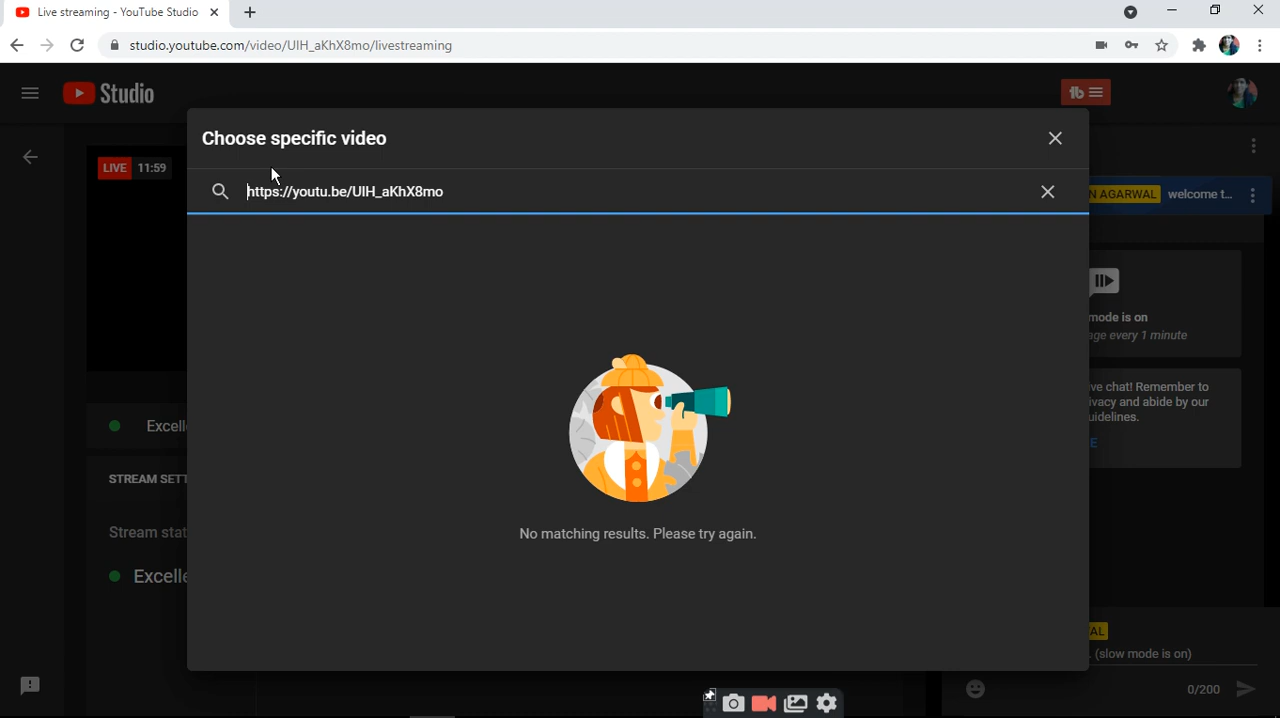 Live streaming - YouTube Studio
studio.youtube.com/video/UIH_aKhX8mo/livestreaming
Studio
Choose specific video
LIVE 11:59
https://youtu.be/UIH_aKhX8mo
N AGARWAL welcome t...
mode is on
age every 1 minute
ve chat! Remember to
ivacy and abide by our
uidelines.
E
Excelle
STREAM SETT
Stream stat
Excelle
No matching results. Please try again.
AL
. (slow mode is on)
0/200